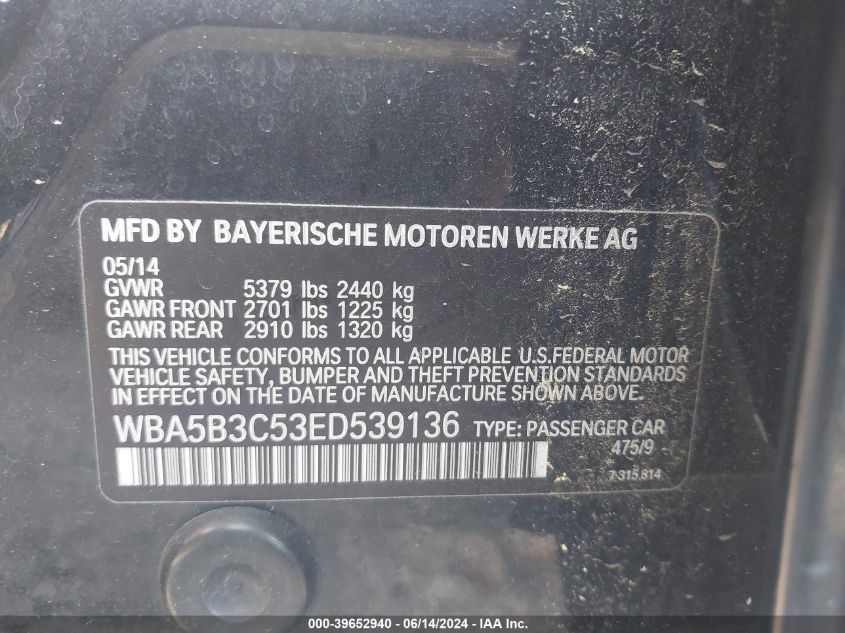 MFD BY BAYERISCHE MOTOREN WERKE AG
05/14
GVWR 5379 lbs 2440 kg
GAWR FRONT 2701 lbs 1225 kg
GAWR REAR 2910 lbs 1320 kg
THIS VEHICLE CONFORMS TO ALL APPLICABLE U.S.FEDERAL MOTOR
VEHICLE SAFETY, BUMPER AND THEFT PREVENTION STANDARDS
IN EFFECT ON THE DATE OF MANUFACTURE SHOWN ABOVE.
WBA5B3C53ED539136 TYPE: PASSENGER CAR
475/9
7·315.814
000-39652940 - 06/14/2024 - IAA Inc.